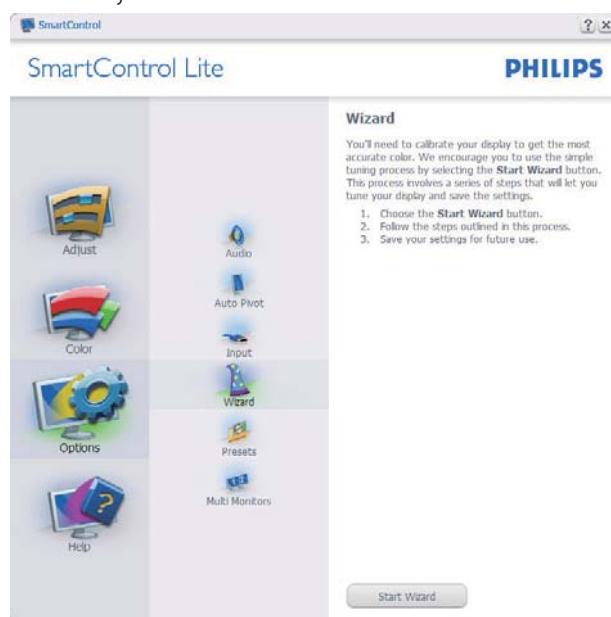 SmartControl
SmartControl Lite
PHILIPS
Adjust
Color
Options
Help
Audio
Auto Pivot
Input
Wizard
Presets
Multi Monitors
Wizard
You'll need to calibrate your display to get the most
accurate color. We encourage you to use the simple
tuning process by selecting the Start Wizard button.
This process involves a series of steps that will let you
tune your display and save the settings.
1. Choose the Start Wizard button.
2. Follow the steps outlined in this process.
3. Save your settings for future use.
Start Wizard